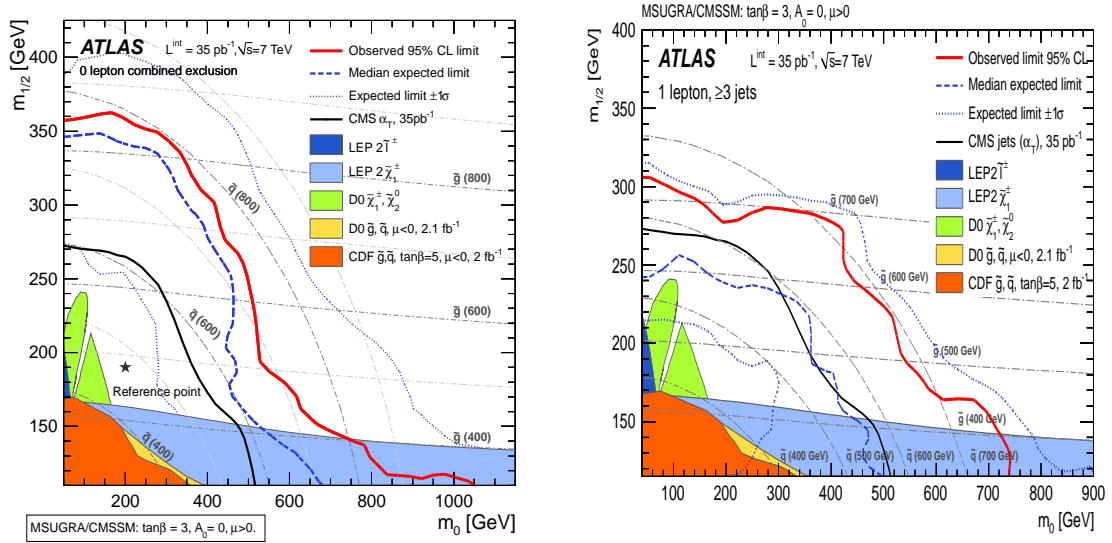 ATLAS
L^int = 35 pb^-1, √s=7 TeV
0 lepton combined exclusion
Observed 95% CL limit
Median expected limit
Expected limit ±1σ
CMS α_T, 35pb^-1
LEP 2 l̃^±
LEP 2 χ̃_1^±
D0 χ̃_1^±, χ̃_2^0
D0 g̃, q̃, μ<0, 2.1 fb^-1
CDF g̃,q̃, tanβ=5, μ<0, 2 fb^-1
m_1/2 [GeV]
400
350
300
250
200
150
q̃ (800)
q̃ (600)
q̃ (400)
g̃ (800)
g̃ (600)
g̃ (400)
Reference point
200 400 600 800 1000
m_0 [GeV]
MSUGRA/CMSSM: tanβ = 3, A_0= 0, μ>0.
MSUGRA/CMSSM: tanβ = 3, A_0= 0, μ>0
ATLAS
L^int = 35 pb^-1, √s=7 TeV
1 lepton, ≥3 jets
Observed limit 95% CL
Median expected limit
Expected limit ±1σ
CMS jets (α_T), 35 pb^-1
LEP2 l̃^±
LEP2 χ̃_1^±
D0 χ̃_1^±, χ̃_2^0
D0 g̃, q̃, μ<0, 2.1 fb^-1
CDF g̃, q̃, tanβ=5, 2 fb^-1
m_1/2 [GeV]
400
350
300
250
200
150
g̃ (700 GeV)
g̃ (600 GeV)
g̃ (500 GeV)
g̃ (400 GeV)
q̃ (400 GeV)
q̃ (500 GeV)
q̃ (600 GeV)
q̃ (700 GeV)
100 200 300 400 500 600 700 800 900
m_0 [GeV]